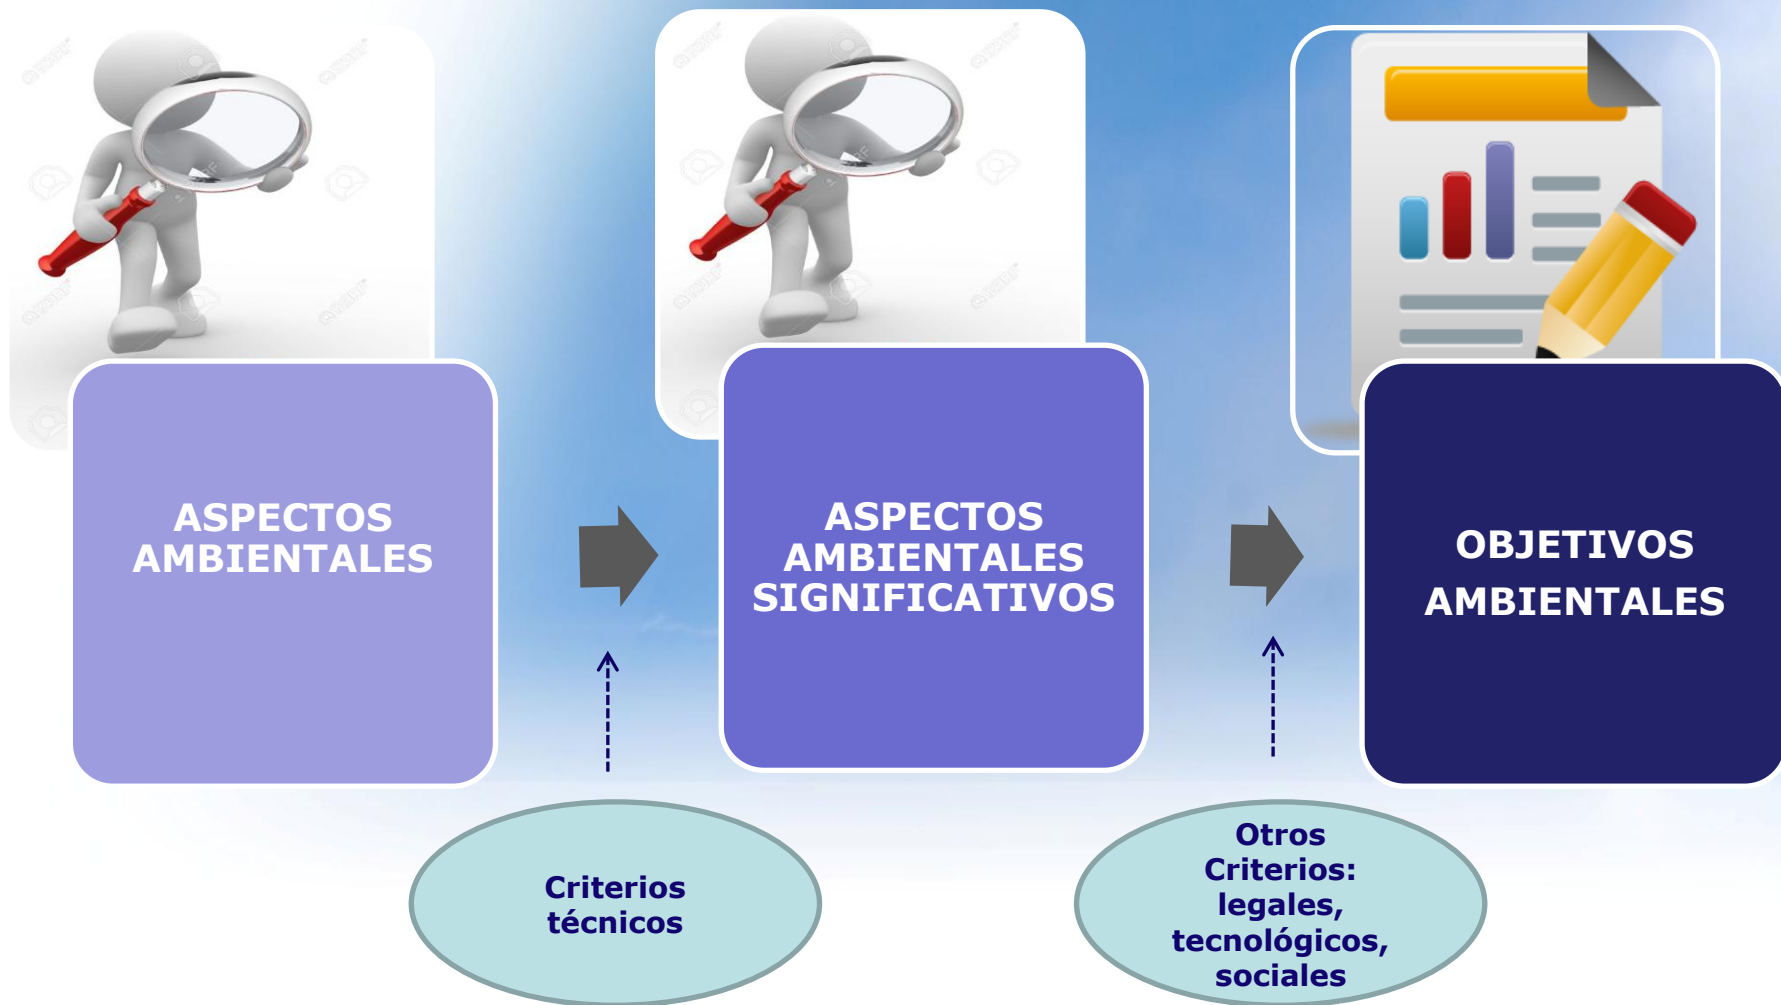 ASPECTOS
AMBIENTALES
ASPECTOS
AMBIENTALES
SIGNIFICATIVOS
OBJETIVOS
AMBIENTALES
Criterios
técnicos
Otros
Criterios:
legales,
tecnológicos,
sociales